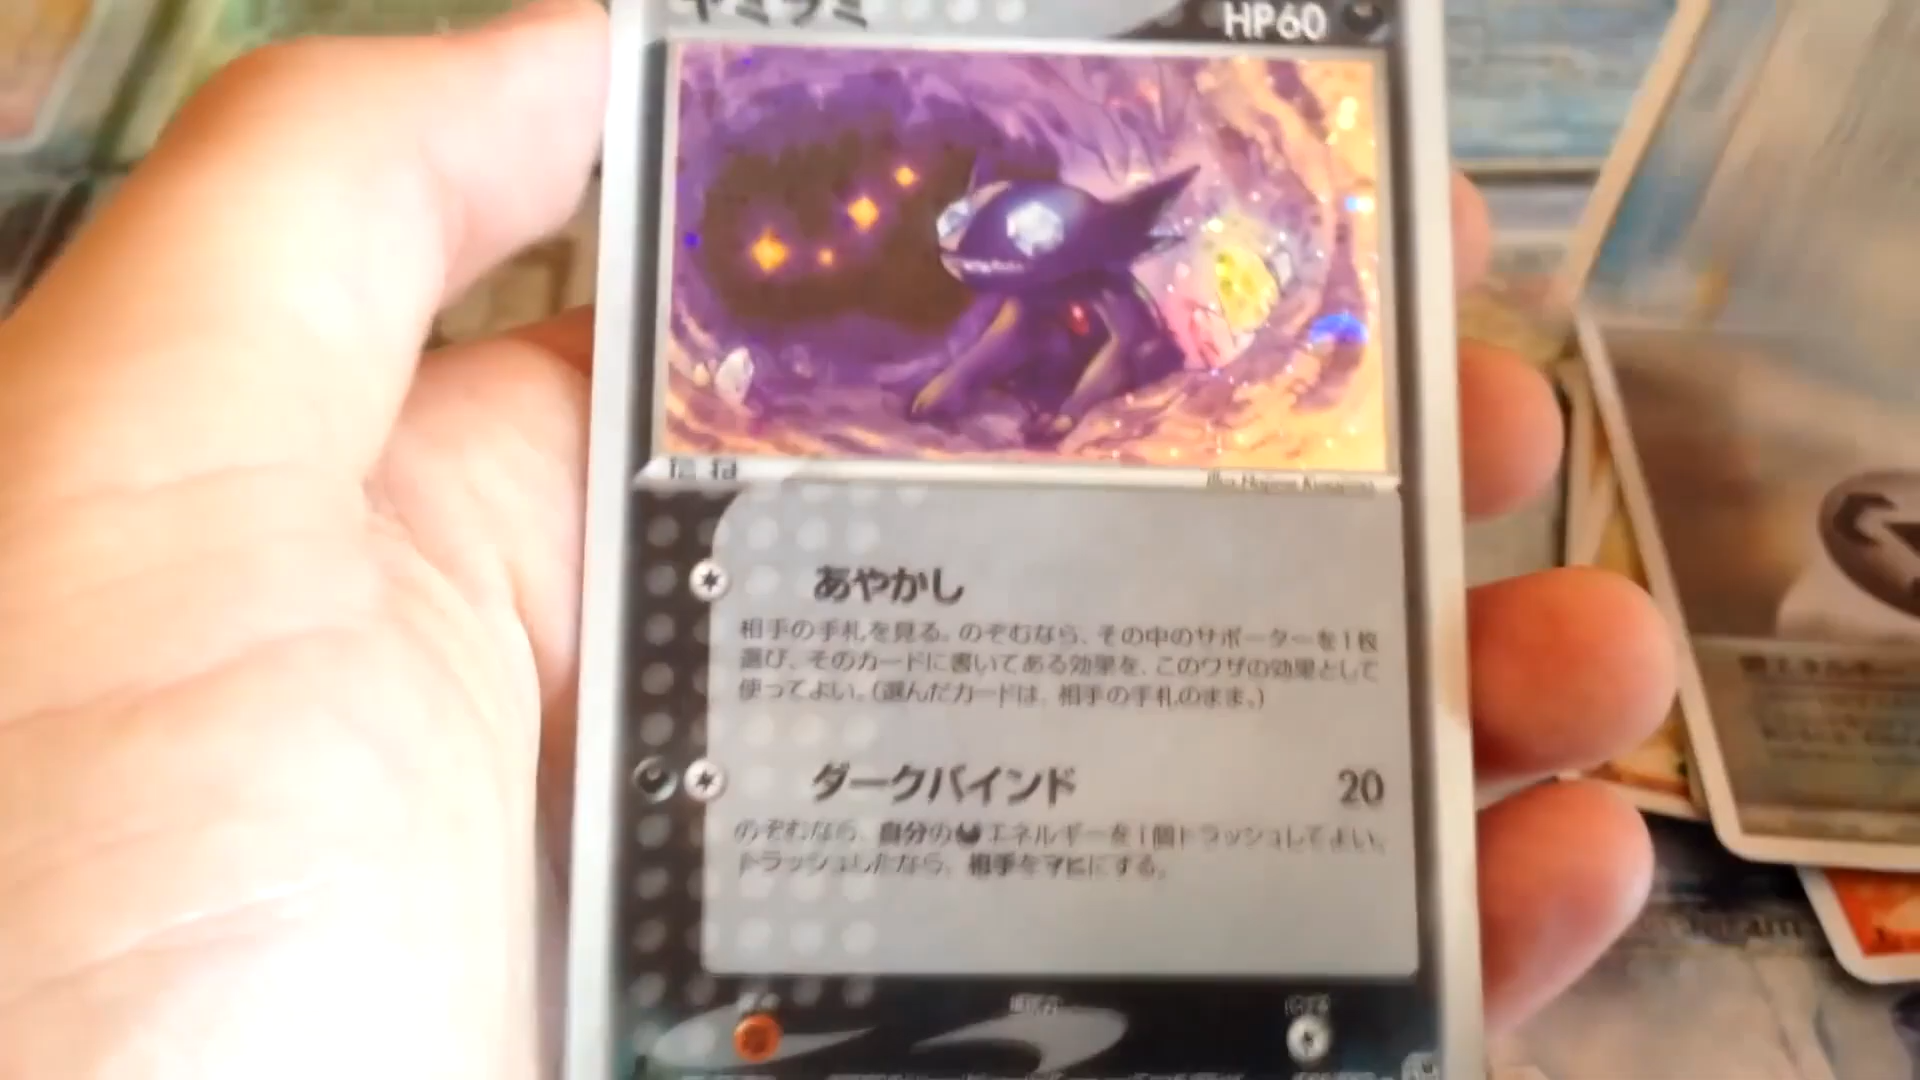 ヤミラミ
HP60
あやかし
相手の手札を見る。のぞむなら、その中のサポーターを1枚
選び、そのカードに書いてある効果を、このワザの効果として
使ってよい。(選んだカードは、相手の手札のまま。)
ダークバインド 20
のぞむなら、自分のエネルギーを1個トラッシュしてよい。
トラッシュしたなら、相手をマヒにする。